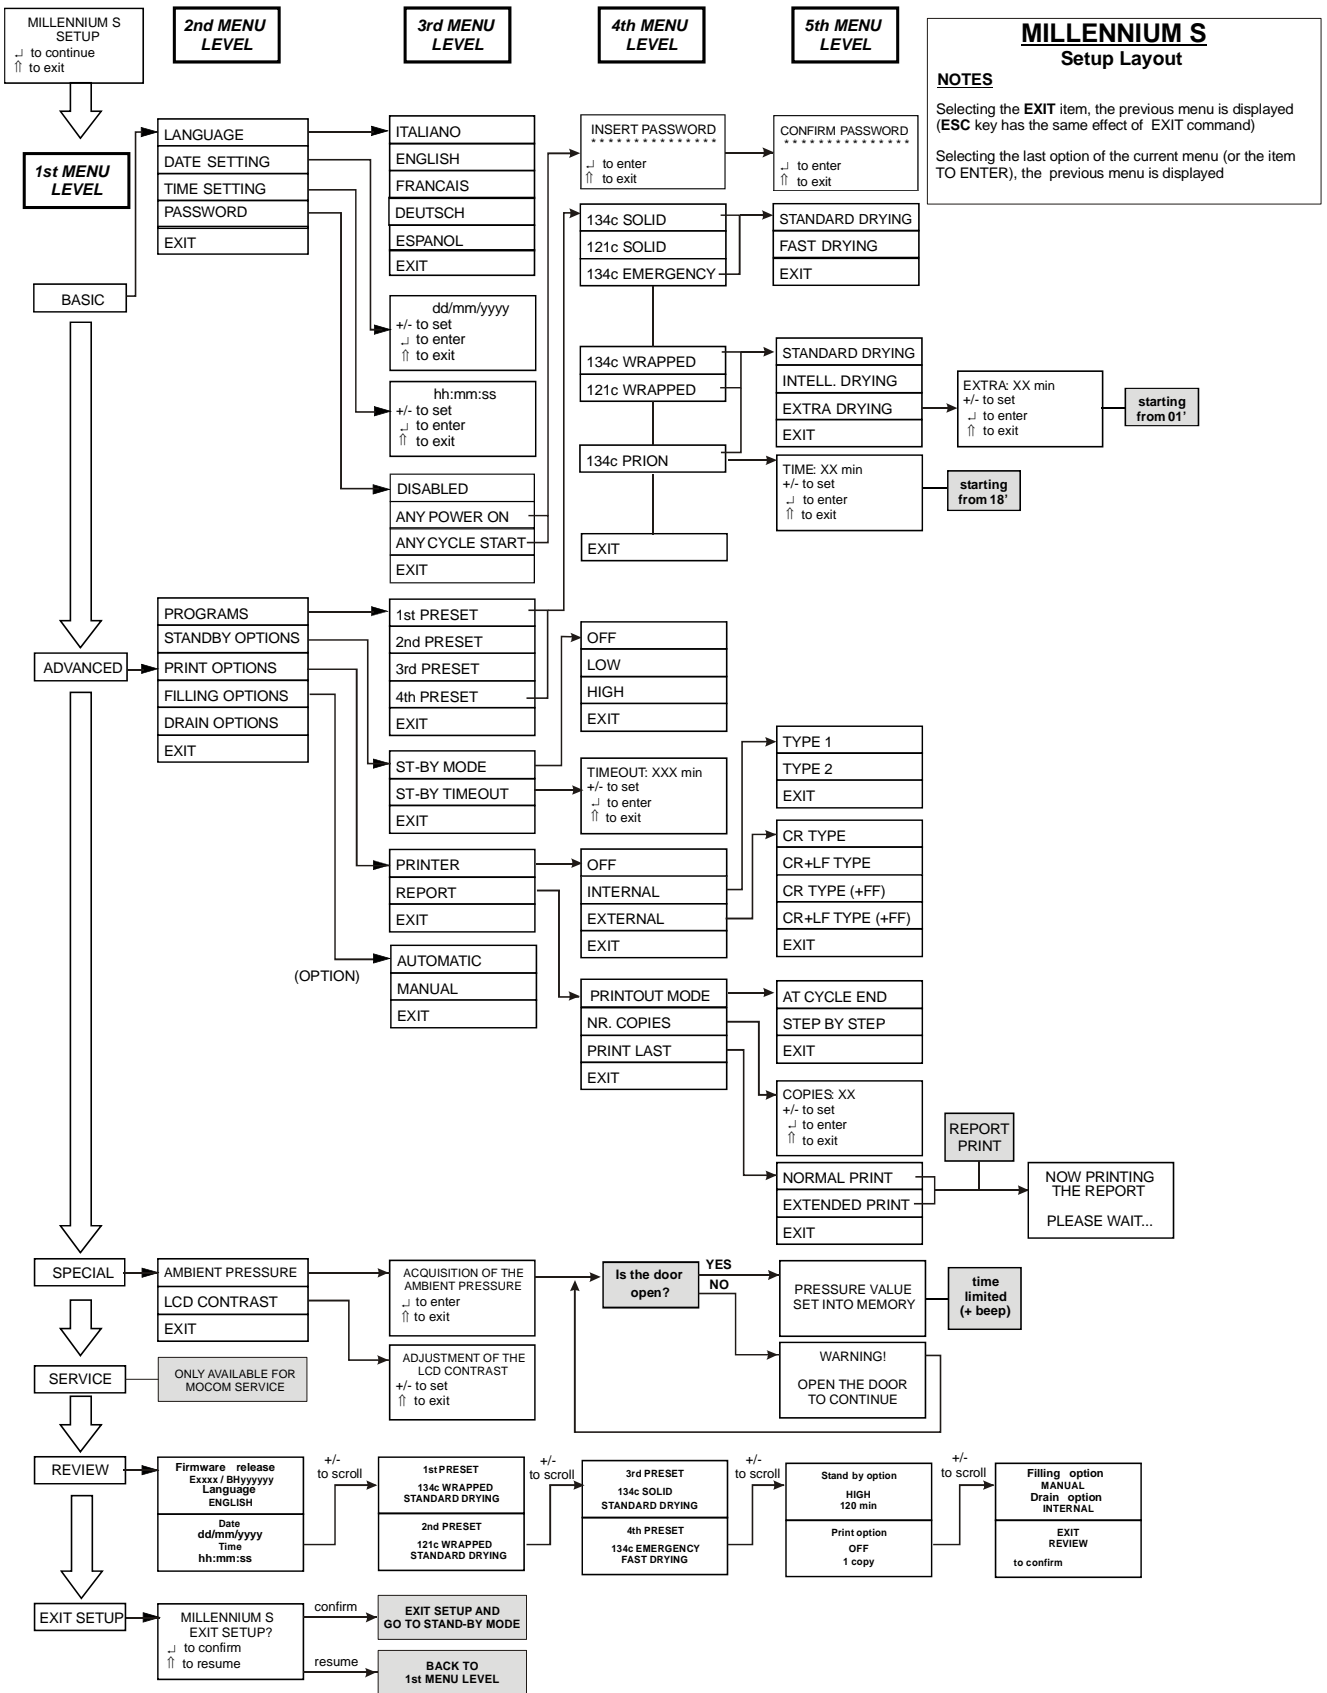 MILLENNIUM S
SETUP
↵ to continue
⇑ to exit
2nd MENU
LEVEL
3rd MENU
LEVEL
4th MENU
LEVEL
5th MENU
LEVEL
MILLENNIUM S
Setup Layout
NOTES
Selecting the EXIT item, the previous menu is displayed
(ESC key has the same effect of EXIT command)
Selecting the last option of the current menu (or the item
TO ENTER), the previous menu is displayed
1st MENU
LEVEL
BASIC
LANGUAGE
DATE SETTING
TIME SETTING
PASSWORD
EXIT
ITALIANO
ENGLISH
FRANCAIS
DEUTSCH
ESPANOL
EXIT
dd/mm/yyyy
+/- to set
↵ to enter
⇑ to exit
hh:mm:ss
+/- to set
↵ to enter
⇑ to exit
DISABLED
ANY POWER ON
ANY CYCLE START
EXIT
INSERT PASSWORD
* * * * * * * * * * * * * * *
↵ to enter
⇑ to exit
CONFIRM PASSWORD
* * * * * * * * * * * * * * *
↵ to enter
⇑ to exit
134c SOLID
121c SOLID
134c EMERGENCY
134c WRAPPED
121c WRAPPED
134c PRION
EXIT
STANDARD DRYING
FAST DRYING
EXIT
STANDARD DRYING
INTELL. DRYING
EXTRA DRYING
EXIT
EXTRA: XX min
+/- to set
↵ to enter
⇑ to exit
starting
from 01'
TIME: XX min
+/- to set
↵ to enter
⇑ to exit
starting
from 18'
ADVANCED
PROGRAMS
STANDBY OPTIONS
PRINT OPTIONS
FILLING OPTIONS
DRAIN OPTIONS
EXIT
1st PRESET
2nd PRESET
3rd PRESET
4th PRESET
EXIT
OFF
LOW
HIGH
EXIT
ST-BY MODE
ST-BY TIMEOUT
EXIT
TIMEOUT: XXX min
+/- to set
↵ to enter
⇑ to exit
PRINTER
REPORT
EXIT
OFF
INTERNAL
EXTERNAL
EXIT
TYPE 1
TYPE 2
EXIT
CR TYPE
CR+LF TYPE
CR TYPE (+FF)
CR+LF TYPE (+FF)
EXIT
(OPTION)
AUTOMATIC
MANUAL
EXIT
PRINTOUT MODE
NR. COPIES
PRINT LAST
EXIT
AT CYCLE END
STEP BY STEP
EXIT
COPIES: XX
+/- to set
↵ to enter
⇑ to exit
NORMAL PRINT
EXTENDED PRINT
EXIT
REPORT
PRINT
NOW PRINTING
THE REPORT
PLEASE WAIT...
SPECIAL
AMBIENT PRESSURE
LCD CONTRAST
EXIT
ACQUISITION OF THE
AMBIENT PRESSURE
↵ to enter
⇑ to exit
Is the door
open?
YES
NO
PRESSURE VALUE
SET INTO MEMORY
time
limited
(+ beep)
WARNING!
OPEN THE DOOR
TO CONTINUE
ADJUSTMENT OF THE
LCD CONTRAST
+/- to set
⇑ to exit
SERVICE
ONLY AVAILABLE FOR
MOCOM SERVICE
REVIEW
Firmware release
Exxxx / BHyyyyyy
Language
ENGLISH
Date
dd/mm/yyyy
Time
hh:mm:ss
+/-
to scroll
1st PRESET
134c WRAPPED
STANDARD DRYING
2nd PRESET
121c WRAPPED
STANDARD DRYING
+/-
to scroll
3rd PRESET
134c SOLID
STANDARD DRYING
4th PRESET
134c EMERGENCY
FAST DRYING
+/-
to scroll
Stand by option
HIGH
120 min
Print option
OFF
1 copy
+/-
to scroll
Filling option
MANUAL
Drain option
INTERNAL
EXIT
REVIEW
to confirm
EXIT SETUP
MILLENNIUM S
EXIT SETUP?
↵ to confirm
⇑ to resume
confirm
EXIT SETUP AND
GO TO STAND-BY MODE
resume
BACK TO
1st MENU LEVEL